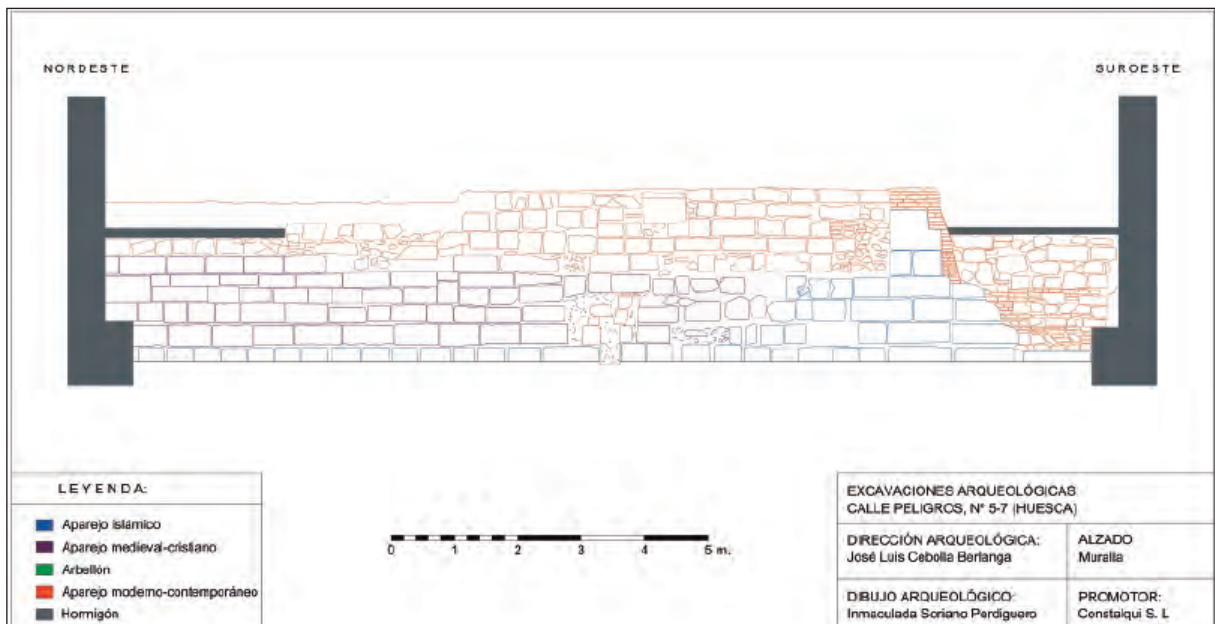 NORDESTE
SUROESTE
LEYENDA:
Aparejo islámico
Aparejo medieval-cristiano
Arbellón
Aparejo moderno-contemporáneo
Hormigón
0 1 2 3 4 5 m.
EXCAVACIONES ARQUEOLÓGICAS
CALLE PELIGROS, Nº 5-7 (HUESCA)
DIRECCIÓN ARQUEOLÓGICA:
José Luis Cebolla Berlanga
ALZADO
Muralla
DIBUJO ARQUEOLÓGICO:
Inmaculada Soriano Perdiguero
PROMOTOR:
Constalqui S. L